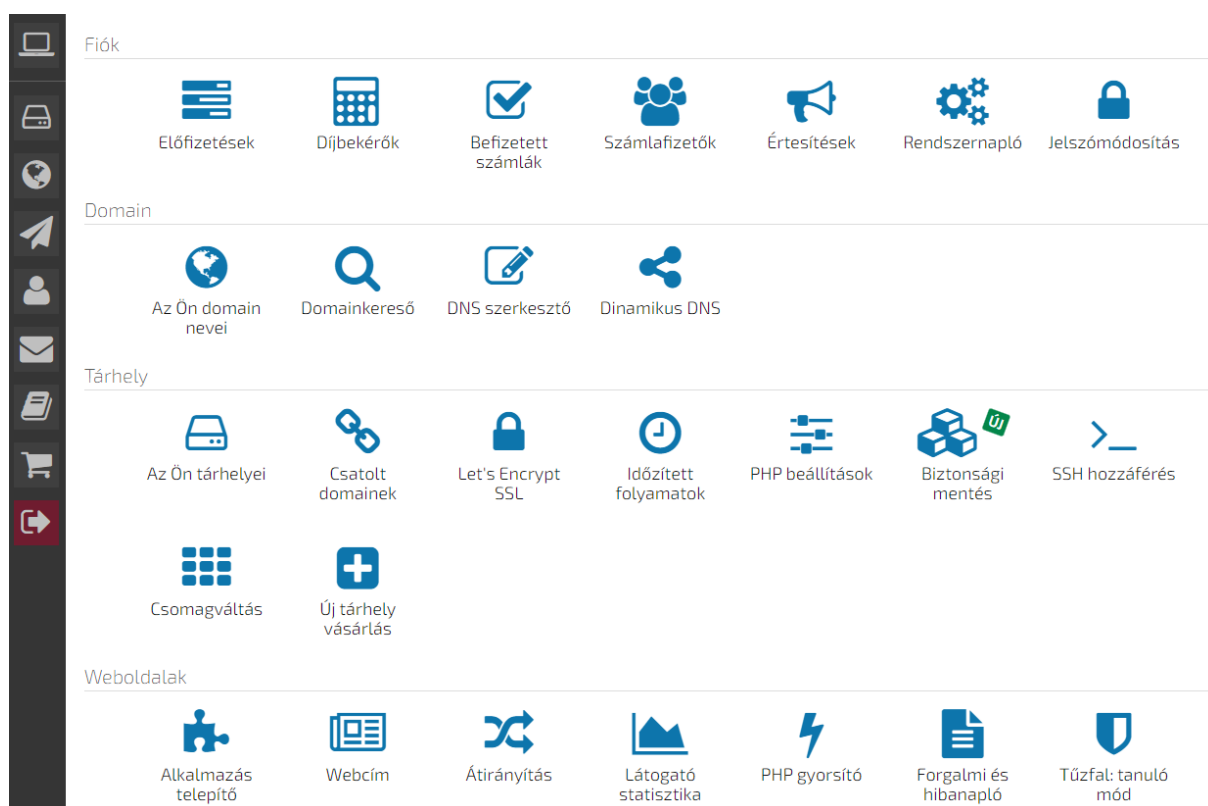 Fiók
Előfizetések
Díjbekérők
Befizetett
számlák
Számlafizetők
Értesítések
Rendszernapló
Jelszómódosítás
Domain
Az Ön domain
nevei
Domainkereső
DNS szerkesztő
Dinamikus DNS
Tárhely
Az Ön tárhelyei
Csatolt
domainek
Let's Encrypt
SSL
Időzített
folyamatok
PHP beállítások
ÚJ
Biztonsági
mentés
SSH hozzáférés
Csomagváltás
Új tárhely
vásárlás
Weboldalak
Alkalmazás
telepítő
Webcím
Átirányítás
Látogató
statisztika
PHP gyorsító
Forgalmi és
hibanapló
Tűzfal: tanuló
mód